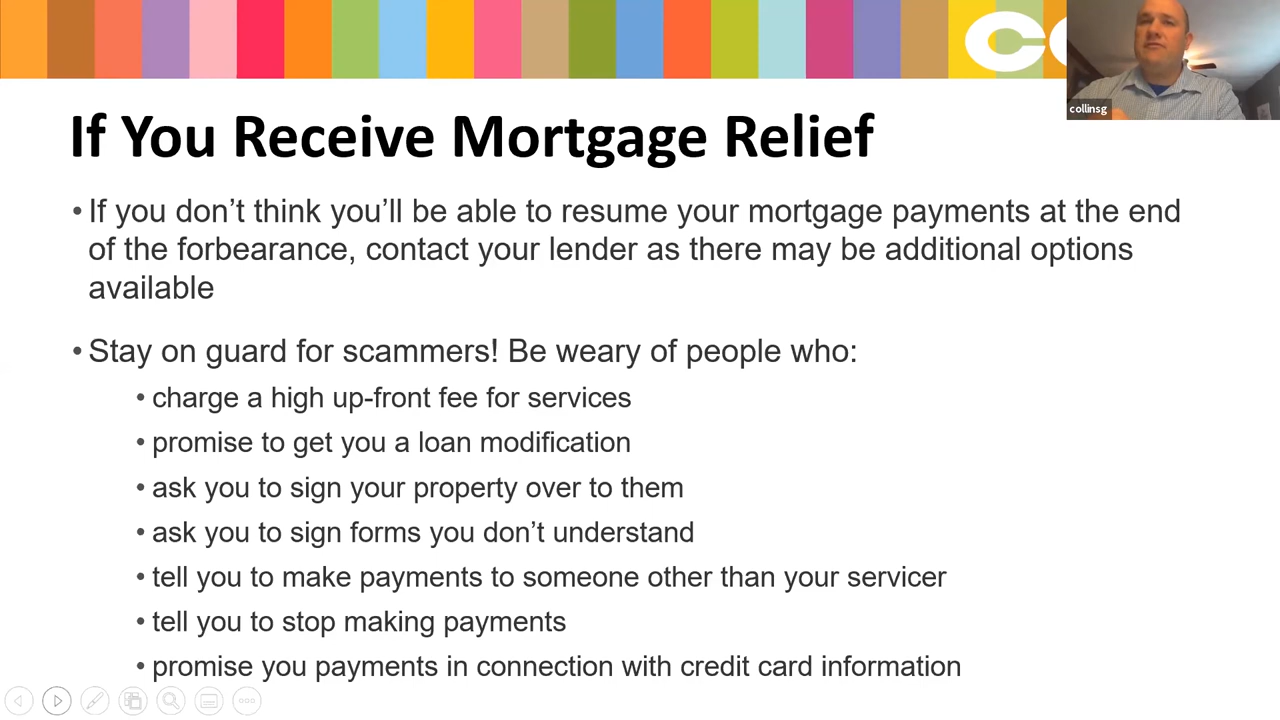 collinsg
If You Receive Mortgage Relief
• If you don’t think you’ll be able to resume your mortgage payments at the end
of the forbearance, contact your lender as there may be additional options
available
• Stay on guard for scammers! Be weary of people who:
• charge a high up-front fee for services
• promise to get you a loan modification
• ask you to sign your property over to them
• ask you to sign forms you don’t understand
• tell you to make payments to someone other than your servicer
• tell you to stop making payments
• promise you payments in connection with credit card information